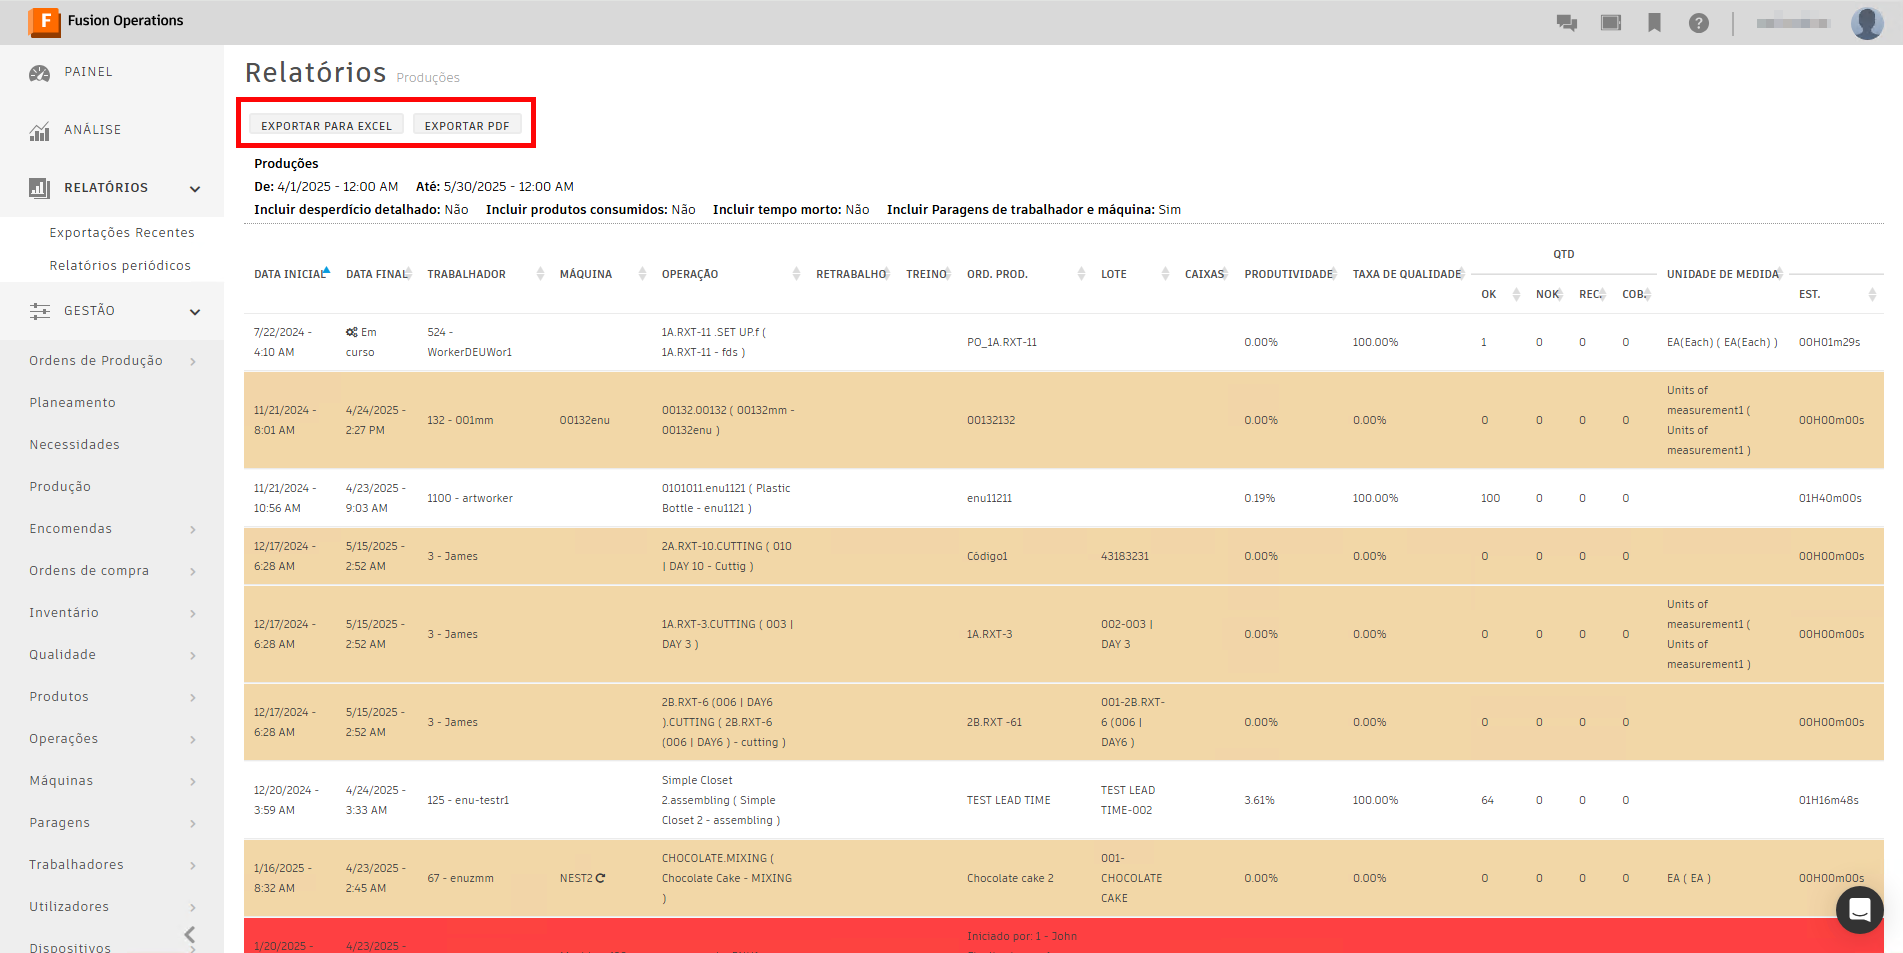 F Fusion Operations
PAINEL
ANÁLISE
RELATÓRIOS
Exportações Recentes
Relatórios periódicos
GESTÃO
Ordens de Produção
Planeamento
Necessidades
Produção
Encomendas
Ordens de compra
Inventário
Qualidade
Produtos
Operações
Máquinas
Paragens
Trabalhadores
Utilizadores
Dispositivos
Relatórios Produções
EXPORTAR PARA EXCEL EXPORTAR PDF
Produções
De: 4/1/2025 - 12:00 AM Até: 5/30/2025 - 12:00 AM
Incluir desperdício detalhado: Não Incluir produtos consumidos: Não Incluir tempo morto: Não Incluir Paragens de trabalhador e máquina: Sim
QTD
DATA INICIAL DATA FINAL TRABALHADOR MÁQUINA OPERAÇÃO RETRABALHO TREINO ORD. PROD. LOTE CAIXAS PRODUTIVIDADE TAXA DE QUALIDADE UNIDADE DE MEDIDA
OK NOK REC. COB. EST.
7/22/2024 - Em 524 - 1A.RXT-11 .SET UP.f (
PO_1A.RXT-11 0.00% 100.00% 1 0 0 0 EA(Each) ( EA(Each) ) 00H01m29s
4:10 AM curso WorkerDEUWor1 1A.RXT-11 - fds )
Units of
11/21/2024 - 4/24/2025 - 00132.00132 ( 00132mm - measurement1 (
132 - 001mm 00132enu 00132132 0.00% 0.00% 0 0 0 0 00H00m00s
8:01 AM 2:27 PM 00132enu ) Units of
measurement1 )
11/21/2024 - 4/23/2025 - 0101011.enu1121 ( Plastic
1100 - artworker enu11211 0.19% 100.00% 100 0 0 0 01H40m00s
10:56 AM 9:03 AM Bottle - enu1121 )
12/17/2024 - 5/15/2025 - 2A.RXT-10.CUTTING ( 010
3 - James Código1 43183231 0.00% 0.00% 0 0 0 0 00H00m00s
6:28 AM 2:52 AM | DAY 10 - Cuttig )
Units of
12/17/2024 - 5/15/2025 - 1A.RXT-3.CUTTING ( 003 | 002-003 | measurement1 (
3 - James 1A.RXT-3 0.00% 0.00% 0 0 0 0 00H00m00s
6:28 AM 2:52 AM DAY 3 ) DAY 3 Units of
measurement1 )
2B.RXT-6 (006 | DAY6 001-2B.RXT-
12/17/2024 - 5/15/2025 -
3 - James ).CUTTING ( 2B.RXT-6 2B.RXT -61 6 (006 | 0.00% 0.00% 0 0 0 0 00H00m00s
6:28 AM 2:52 AM
(006 | DAY6 ) - cutting ) DAY6 )
Simple Closet
12/20/2024 - 4/24/2025 - TEST LEAD
125 - enu-testr1 2.assembling ( Simple TEST LEAD TIME 3.61% 100.00% 64 0 0 0 01H16m48s
3:59 AM 3:33 AM TIME-002
Closet 2 - assembling )
CHOCOLATE.MIXING ( 001-
1/16/2025 - 4/23/2025 -
67 - enuzmm NEST2 Chocolate Cake - MIXING Chocolate cake 2 CHOCOLATE 0.00% 0.00% 0 0 0 0 EA ( EA ) 00H00m00s
8:32 AM 2:45 AM
) CAKE
Iniciado por: 1 - John
1/20/2025 - 4/23/2025 -